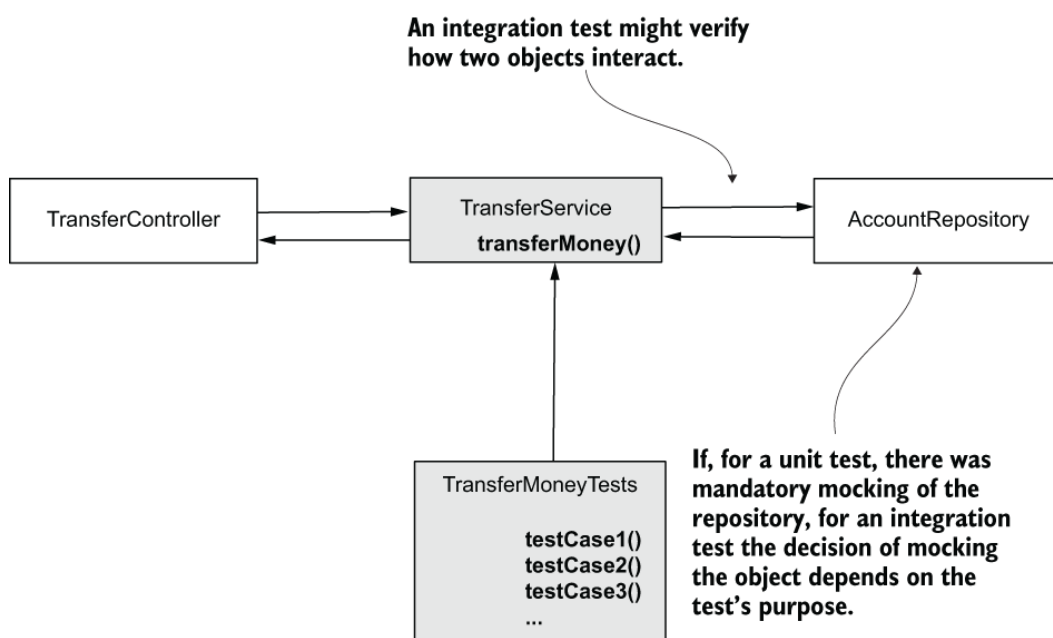 An integration test might verify
how two objects interact.
TransferController
TransferService
transferMoney()
AccountRepository
TransferMoneyTests
testCase1()
testCase2()
testCase3()
...
If, for a unit test, there was
mandatory mocking of the
repository, for an integration
test the decision of mocking
the object depends on the
test's purpose.